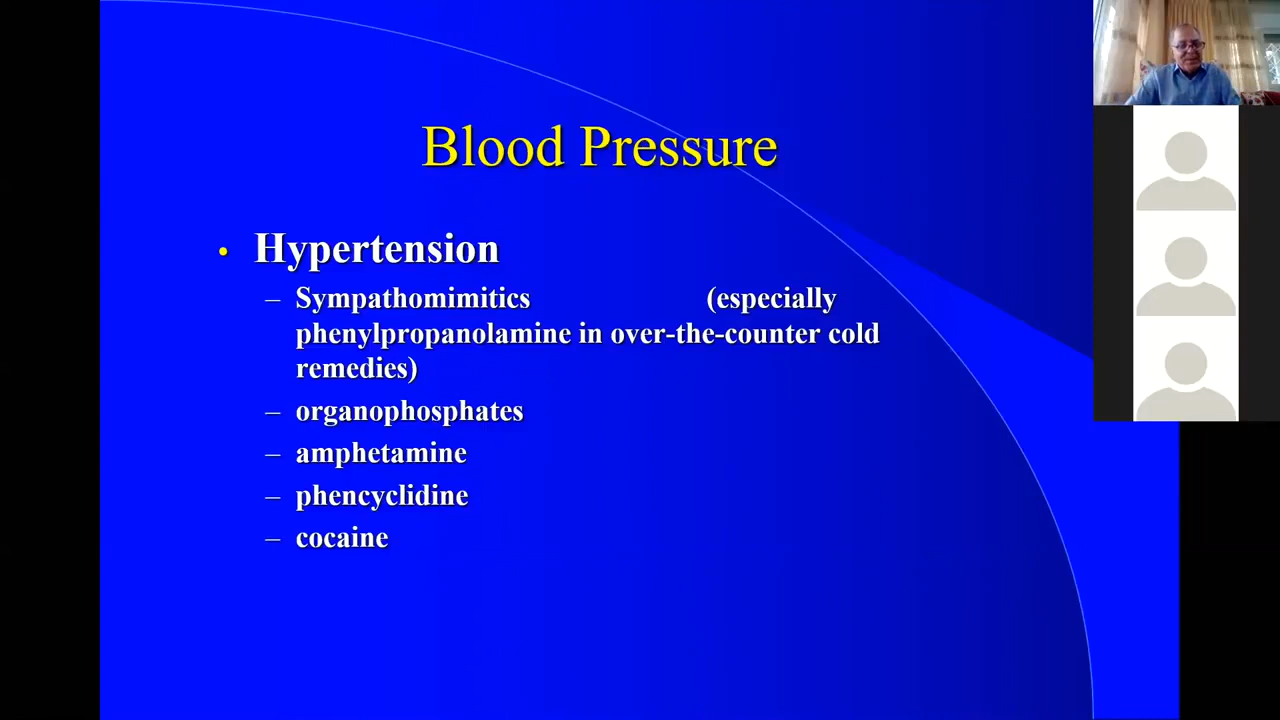 Blood Pressure
• Hypertension
– Sympathomimitics (especially
phenylpropanolamine in over-the-counter cold
remedies)
– organophosphates
– amphetamine
– phencyclidine
– cocaine